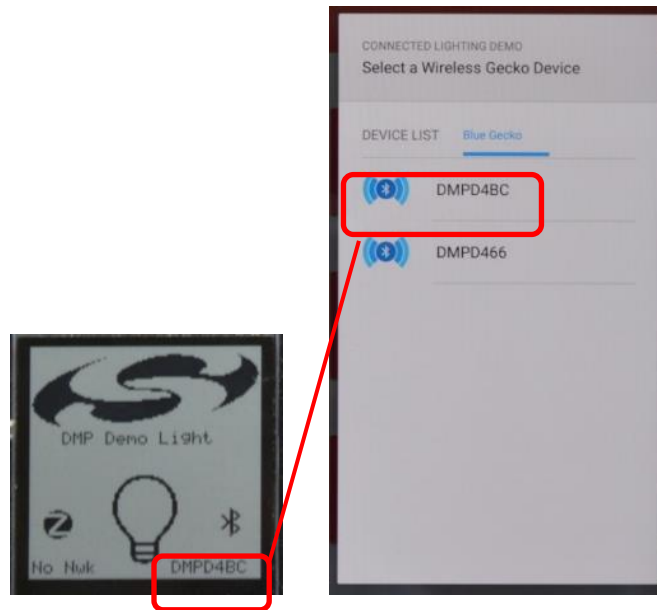 CONNECTED LIGHTING DEMO
Select a Wireless Gecko Device
DEVICE LIST Blue Gecko
DMPD4BC
DMPD466
DMP Demo Light
No Nwk DMPD4BC